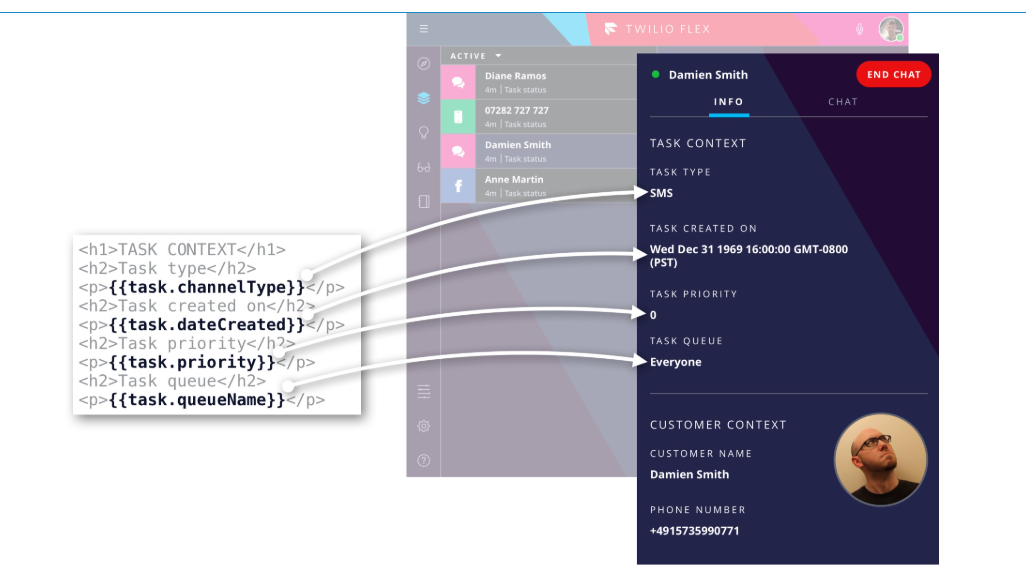 TWILIO FLEX
ACTIVE
Diane Ramos
4m | Task status
07282 727 727
4m | Task status
Damien Smith
4m | Task status
Anne Martin
4m | Task status
<h1>TASK CONTEXT</h1>
<h2>Task type</h2>
<p>{{task.channelType}}</p>
<h2>Task created on</h2>
<p>{{task.dateCreated}}</p>
<h2>Task priority</h2>
<p>{{task.priority}}</p>
<h2>Task queue</h2>
<p>{{task.queueName}}</p>
Damien Smith
END CHAT
INFO CHAT
TASK CONTEXT
TASK TYPE
SMS
TASK CREATED ON
Wed Dec 31 1969 16:00:00 GMT-0800
(PST)
TASK PRIORITY
0
TASK QUEUE
Everyone
CUSTOMER CONTEXT
CUSTOMER NAME
Damien Smith
PHONE NUMBER
+4915735990771